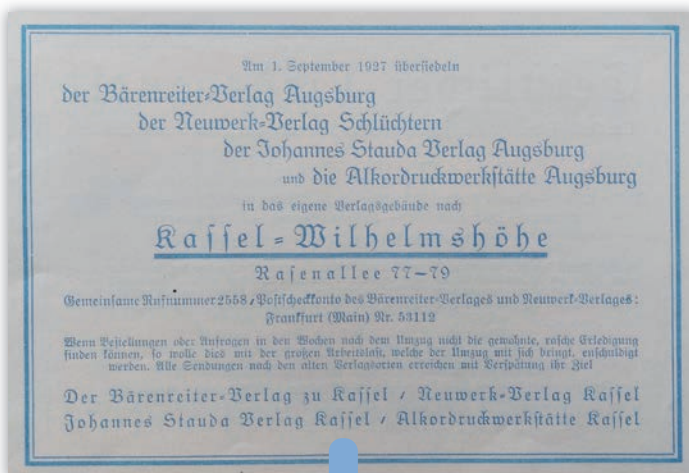 Am 1. September 1927 übersiedeln
der Bärenreiter-Verlag Augsburg
der Neuwerk-Verlag Schlüchtern
der Johannes Stauda Verlag Augsburg
und die Alkordruckwerkstätte Augsburg
in das eigene Verlagsgebäude nach
Kassel-Wilhelmshöhe
Rasenallee 77–79
Gemeinsame Rufnummer 2558 / Postscheckkonto des Bärenreiter-Verlages und Neuwerk-Verlages:
Frankfurt (Main) Nr. 53112
Wenn Bestellungen oder Anfragen in den Wochen nach dem Umzug nicht die gewohnte, rasche Erledigung
finden können, so wolle dies mit der großen Arbeitslast, welche der Umzug mit sich bringt, entschuldigt
werden. Alle Sendungen nach den alten Verlagsorten erreichen mit Verspätung ihr Ziel
Der Bärenreiter-Verlag zu Kassel / Neuwerk-Verlag Kassel
Johannes Stauda Verlag Kassel / Alkordruckwerkstätte Kassel